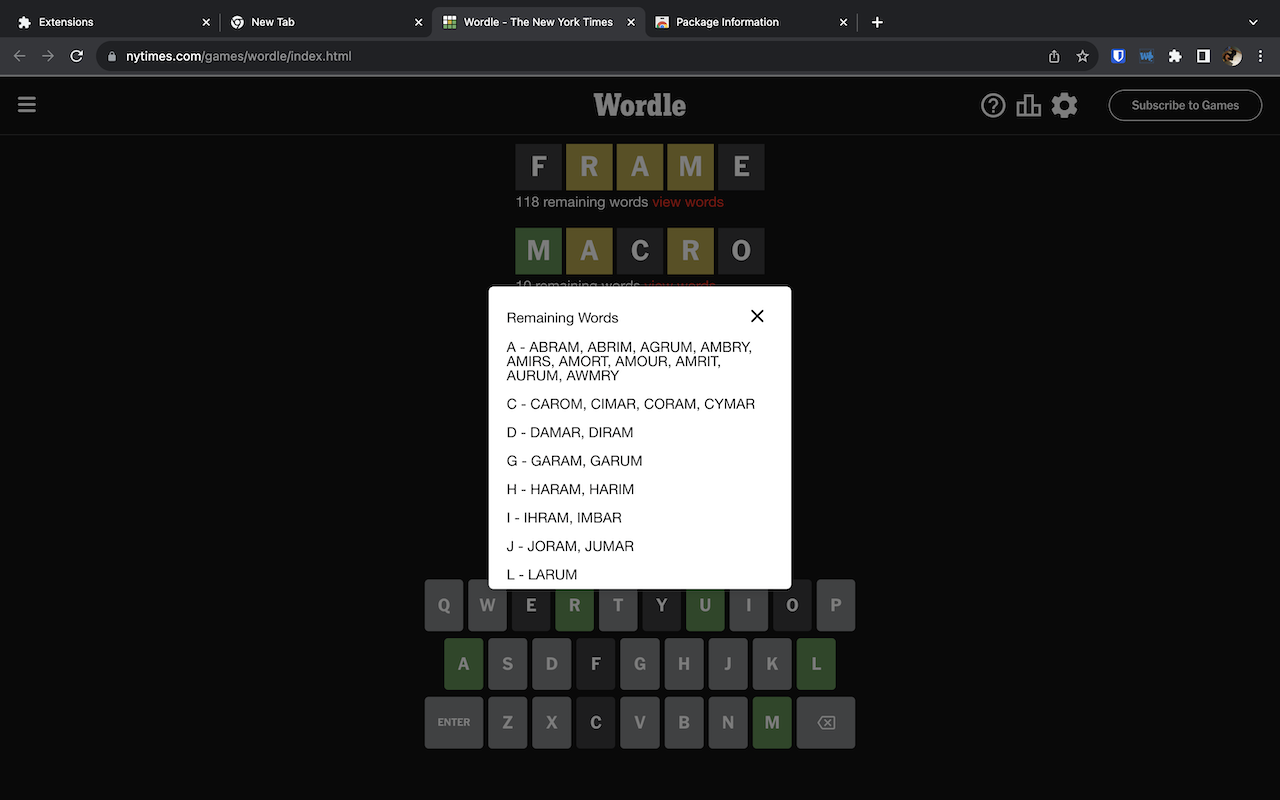 Extensions
New Tab
Wordle - The New York Times
Package Information
nytimes.com/games/wordle/index.html
Wordle
Subscribe to Games
F R A M E
118 remaining words view words
M A C R O
10 remaining words view words
Remaining Words
A - ABRAM, ABRIM, AGRUM, AMBRY,
AMIRS, AMORT, AMOUR, AMRIT,
AURUM, AWMRY
C - CAROM, CIMAR, CORAM, CYMAR
D - DAMAR, DIRAM
G - GARAM, GARUM
H - HARAM, HARIM
I - IHRAM, IMBAR
J - JORAM, JUMAR
L - LARUM
Q W E R T Y U I O P
A S D F G H J K L
ENTER Z X C V B N M